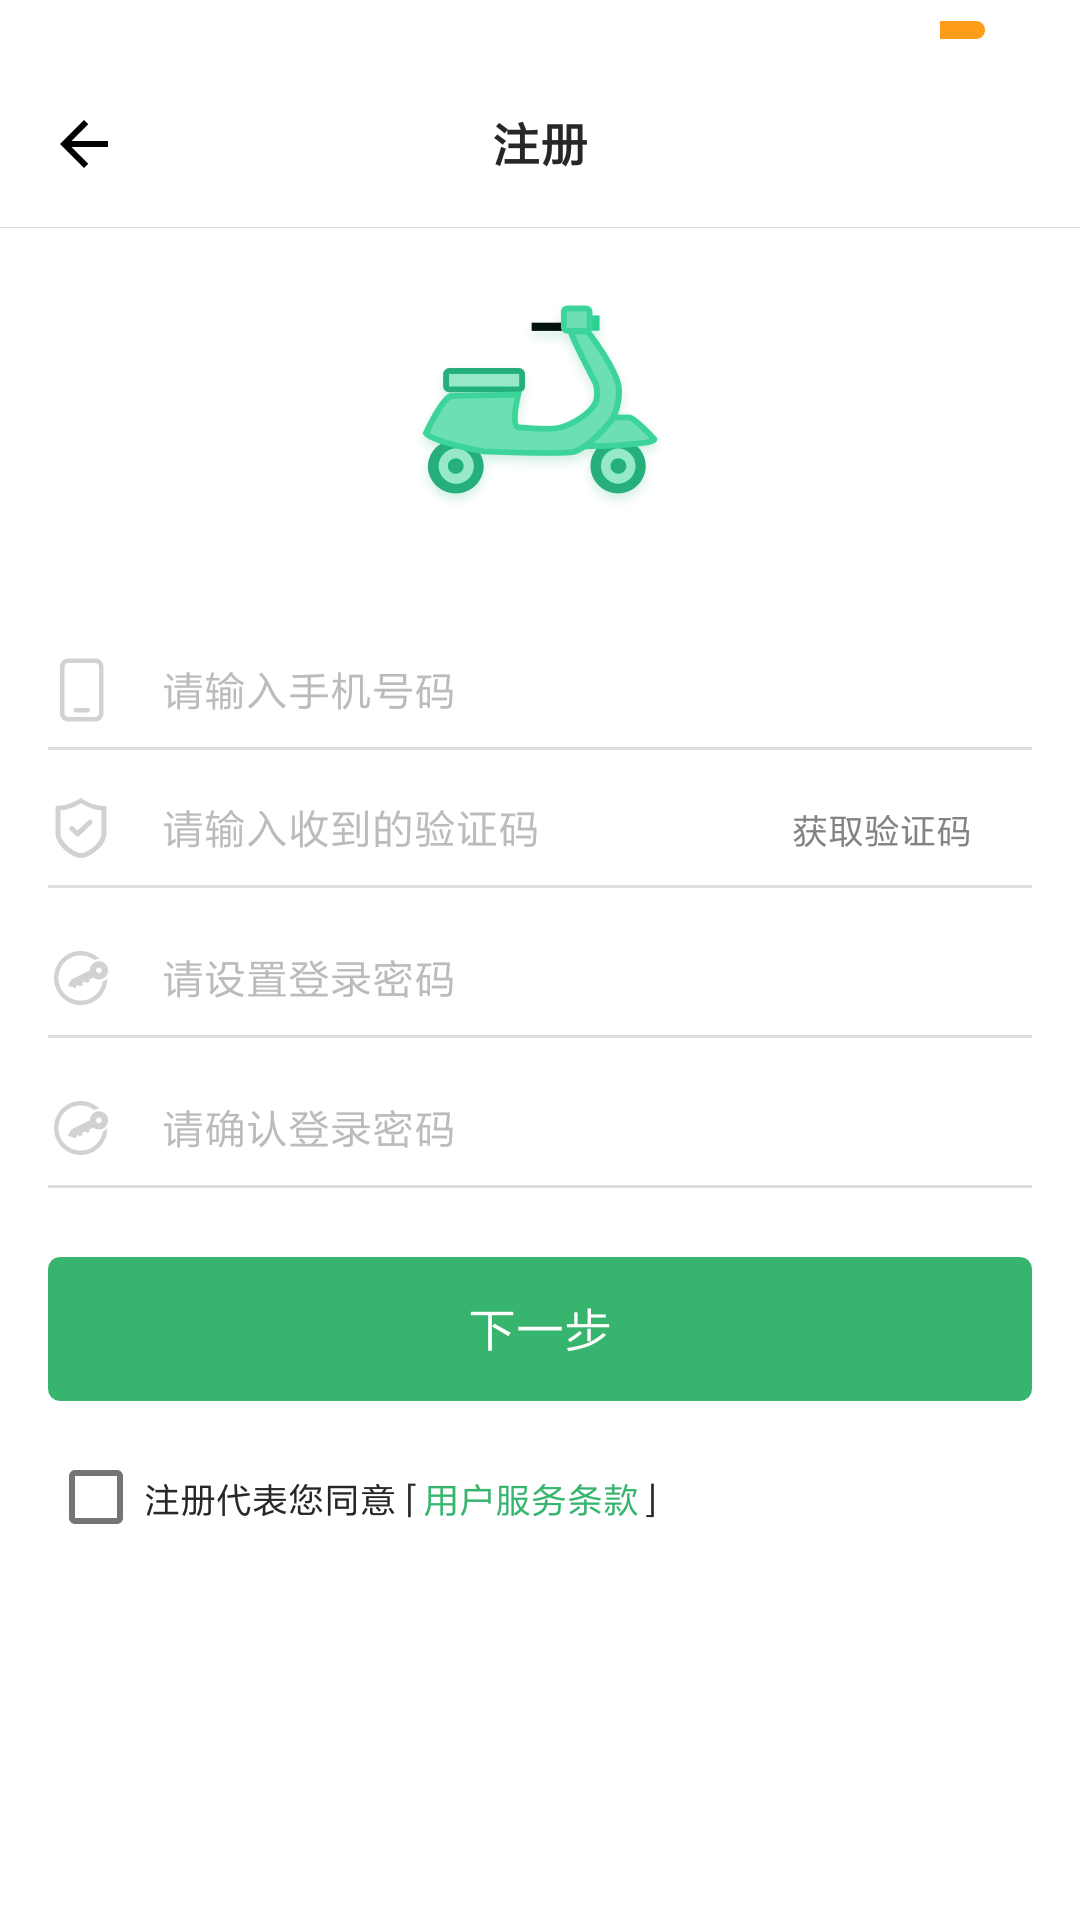 注册
请输入手机号码
请输入收到的验证码 获取验证码
请设置登录密码
请确认登录密码
下一步
注册代表您同意「用户服务条款」